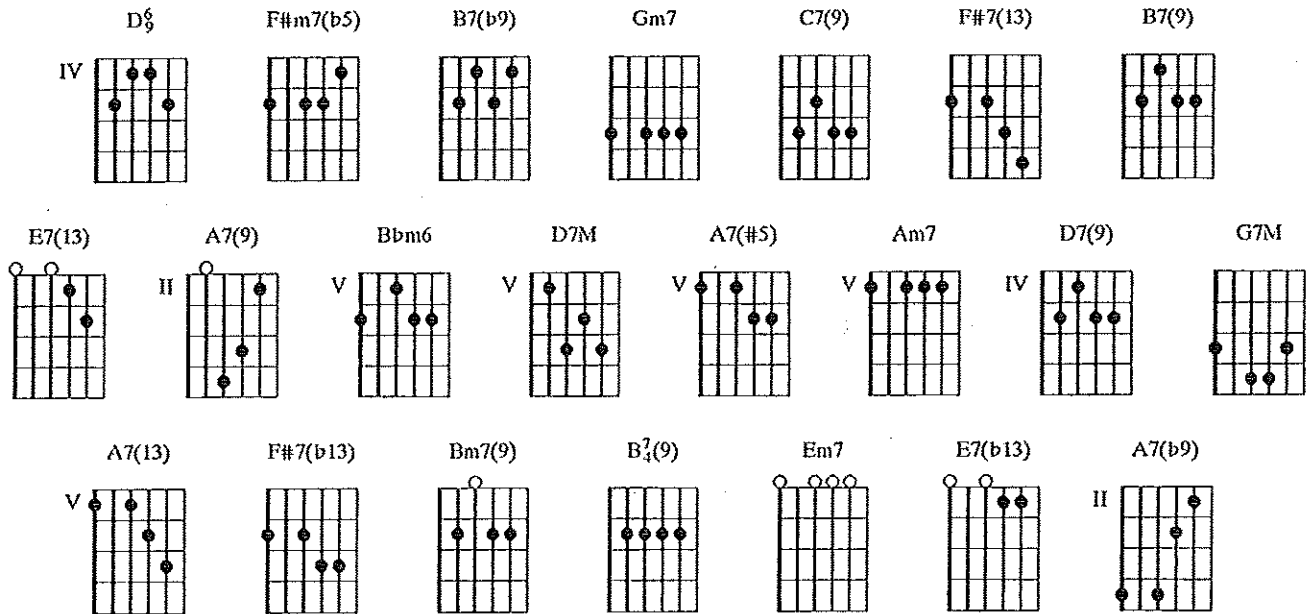 D6/9 F#m7(b5) B7(b9) Gm7 C7(9) F#7(13) B7(9)
IV
E7(13) A7(9) Bbm6 D7M A7(#5) Am7 D7(9) G7M
II V V V V IV
A7(13) F#7(b13) Bm7(9) B7/4(9) Em7 E7(b13) A7(b9)
V II